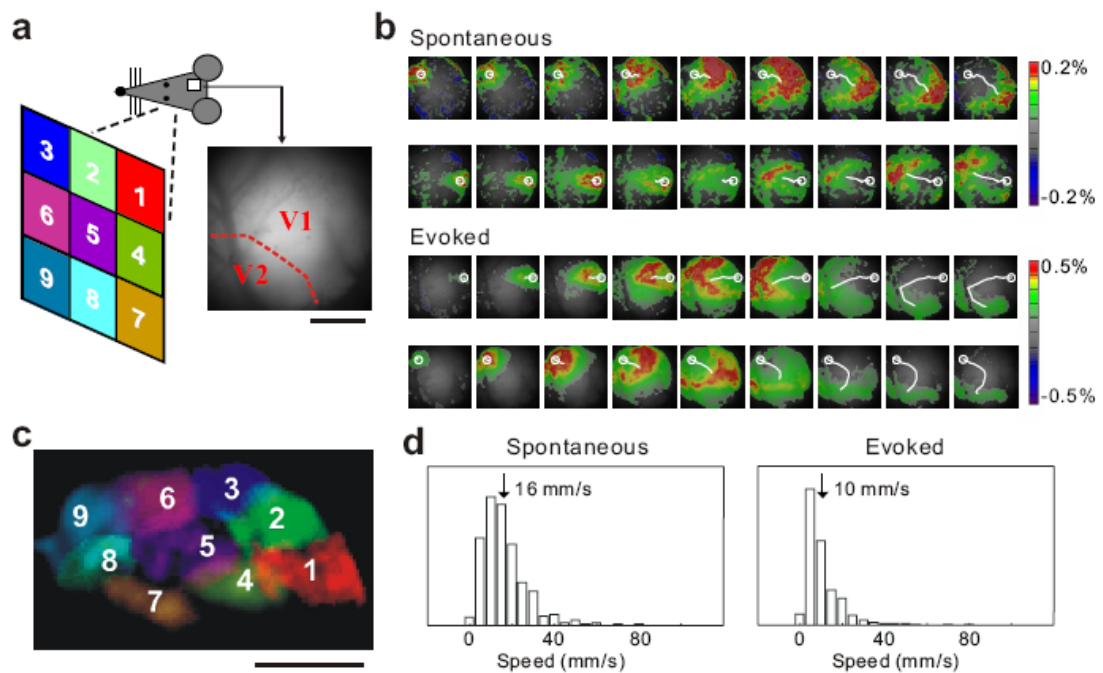 a
3 2 1
6 5 4
9 8 7
V1
V2
b
Spontaneous
0.2%
-0.2%
Evoked
0.5%
-0.5%
c
9 6 3 2
8 5 4 1
7
d
Spontaneous
16 mm/s
0 40 80
Speed (mm/s)
Evoked
10 mm/s
0 40 80
Speed (mm/s)